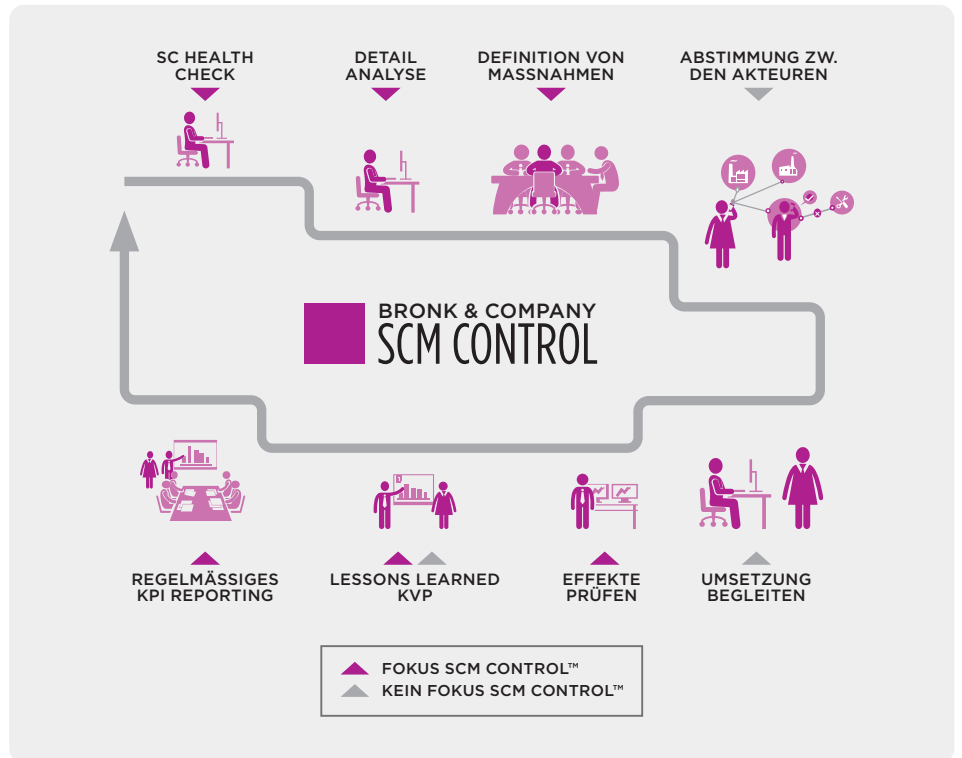 SC HEALTH
CHECK
DETAIL
ANALYSE
DEFINITION VON
MASSNAHMEN
ABSTIMMUNG ZW.
DEN AKTEUREN
BRONK & COMPANY
SCM CONTROL
REGELMÄSSIGES
KPI REPORTING
LESSONS LEARNED
KVP
EFFEKTE
PRÜFEN
UMSETZUNG
BEGLEITEN
FOKUS SCM CONTROL™
KEIN FOKUS SCM CONTROL™